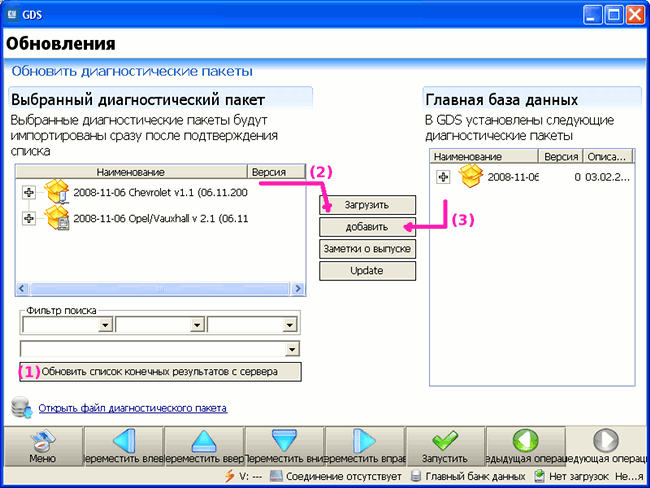 GDS
Обновления
Обновить диагностические пакеты
Выбранный диагностический пакет
Выбранные диагностические пакеты будут
импортированы сразу после подтверждения
списка
Наименование Версия
2008-11-06 Chevrolet v1.1 (06.11.200
2008-11-06 Opel/Vauxhall v 2.1 (06.11
(2)
Загрузить
добавить
Заметки о выпуске
Update
(3)
Главная база данных
В GDS установлены следующие
диагностические пакеты
Наименование Версия Описа...
2008-11-06 0 03.02.2...
Фильтр поиска
(1) Обновить список конечных результатов с сервера
Открыть файл диагностического пакета
Меню Переместить влев Переместить ввер Переместить вни Переместить вправ Запустить едыдущая операц едующая операци
V: --- Соединение отсутствует Главный банк данных Нет загрузок Не...я